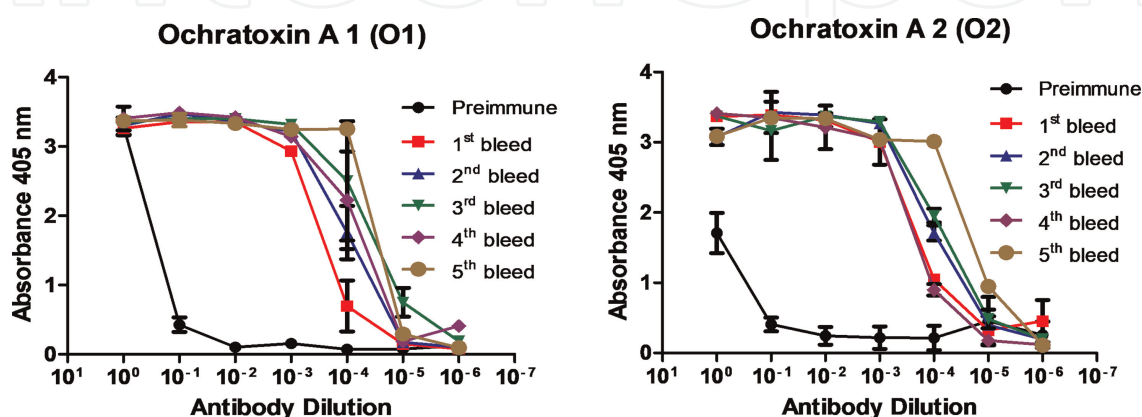 Ochratoxin A 1 (O1)
Absorbance 405 nm
4
3
2
1
0
10¹ 10⁰ 10⁻¹ 10⁻² 10⁻³ 10⁻⁴ 10⁻⁵ 10⁻⁶ 10⁻⁷
Antibody Dilution
Preimmune
1st bleed
2nd bleed
3rd bleed
4th bleed
5th bleed
Ochratoxin A 2 (O2)
Absorbance 405 nm
4
3
2
1
0
10¹ 10⁰ 10⁻¹ 10⁻² 10⁻³ 10⁻⁴ 10⁻⁵ 10⁻⁶ 10⁻⁷
Antibody Dilution
Preimmune
1st bleed
2nd bleed
3rd bleed
4th bleed
5th bleed